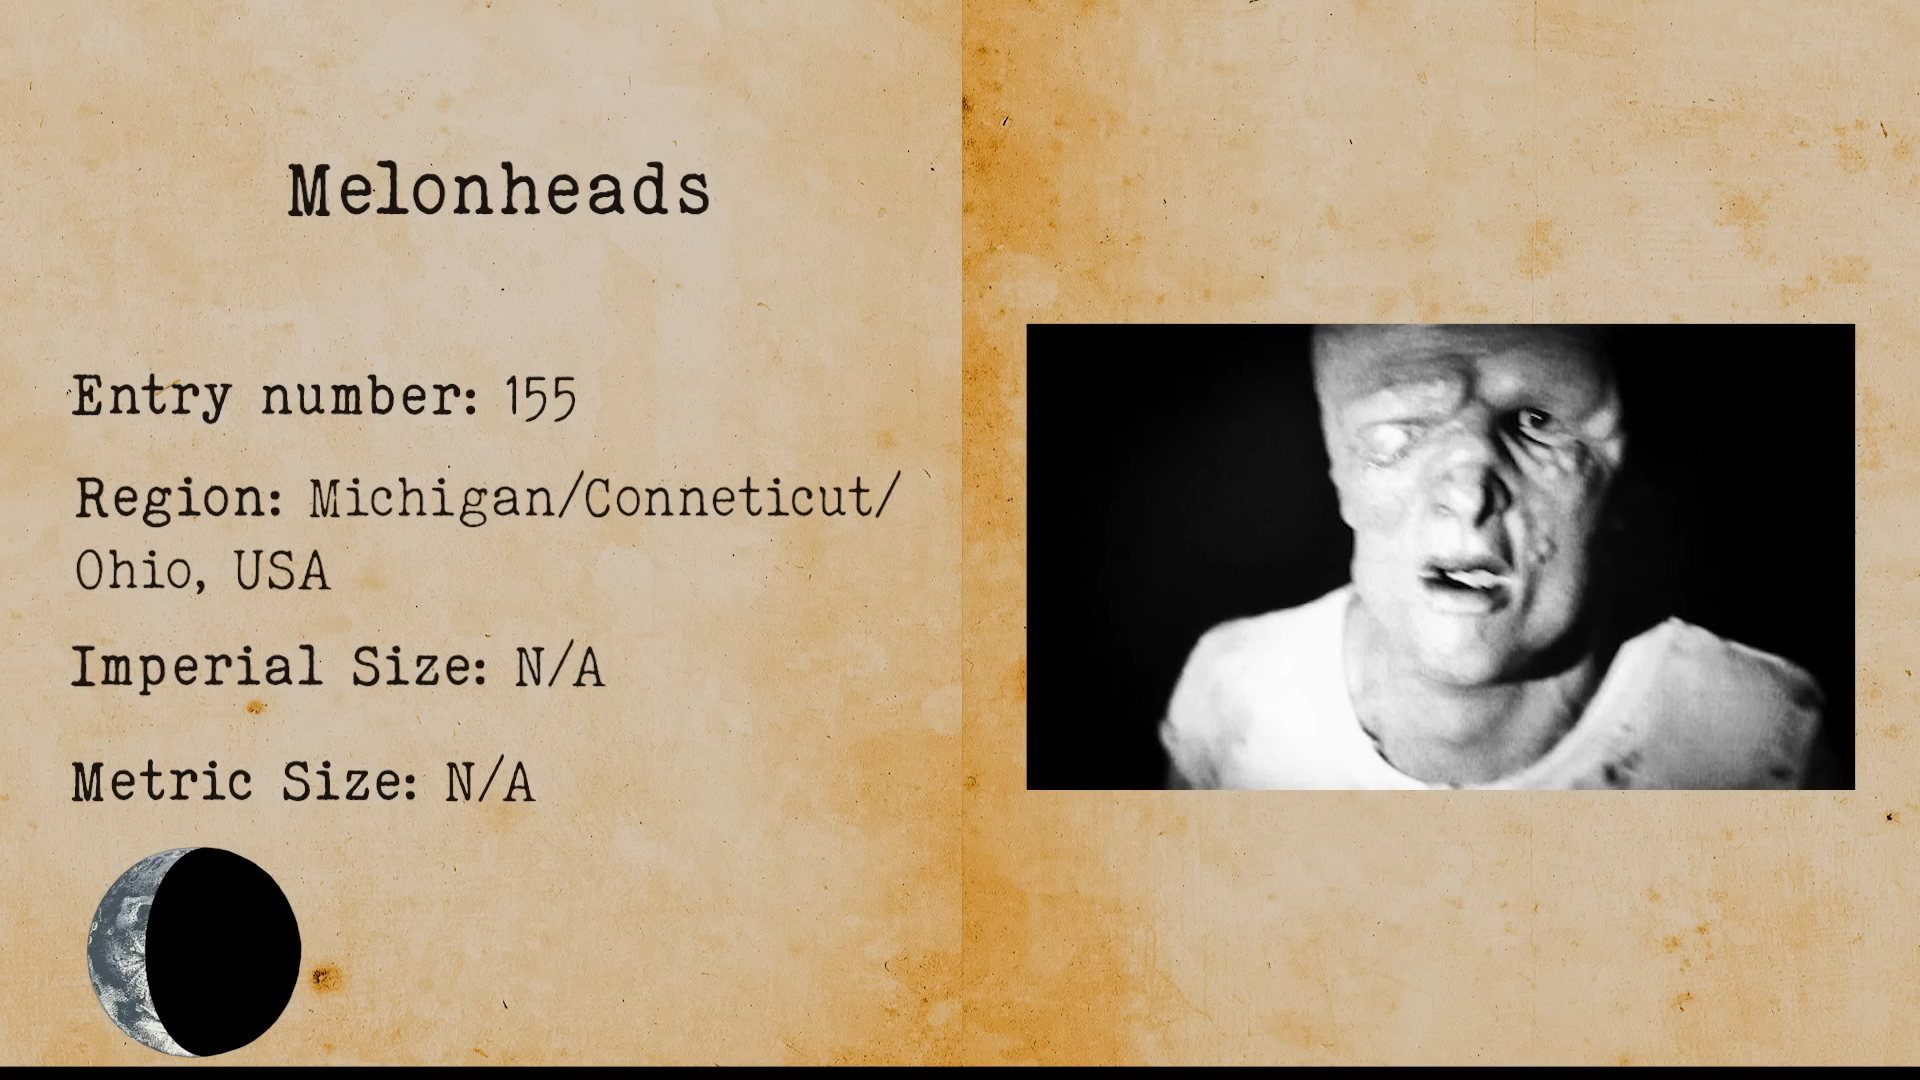 Melonheads
Entry number: 155
Region: Michigan/Conneticut/
Ohio, USA
Imperial Size: N/A
Metric Size: N/A